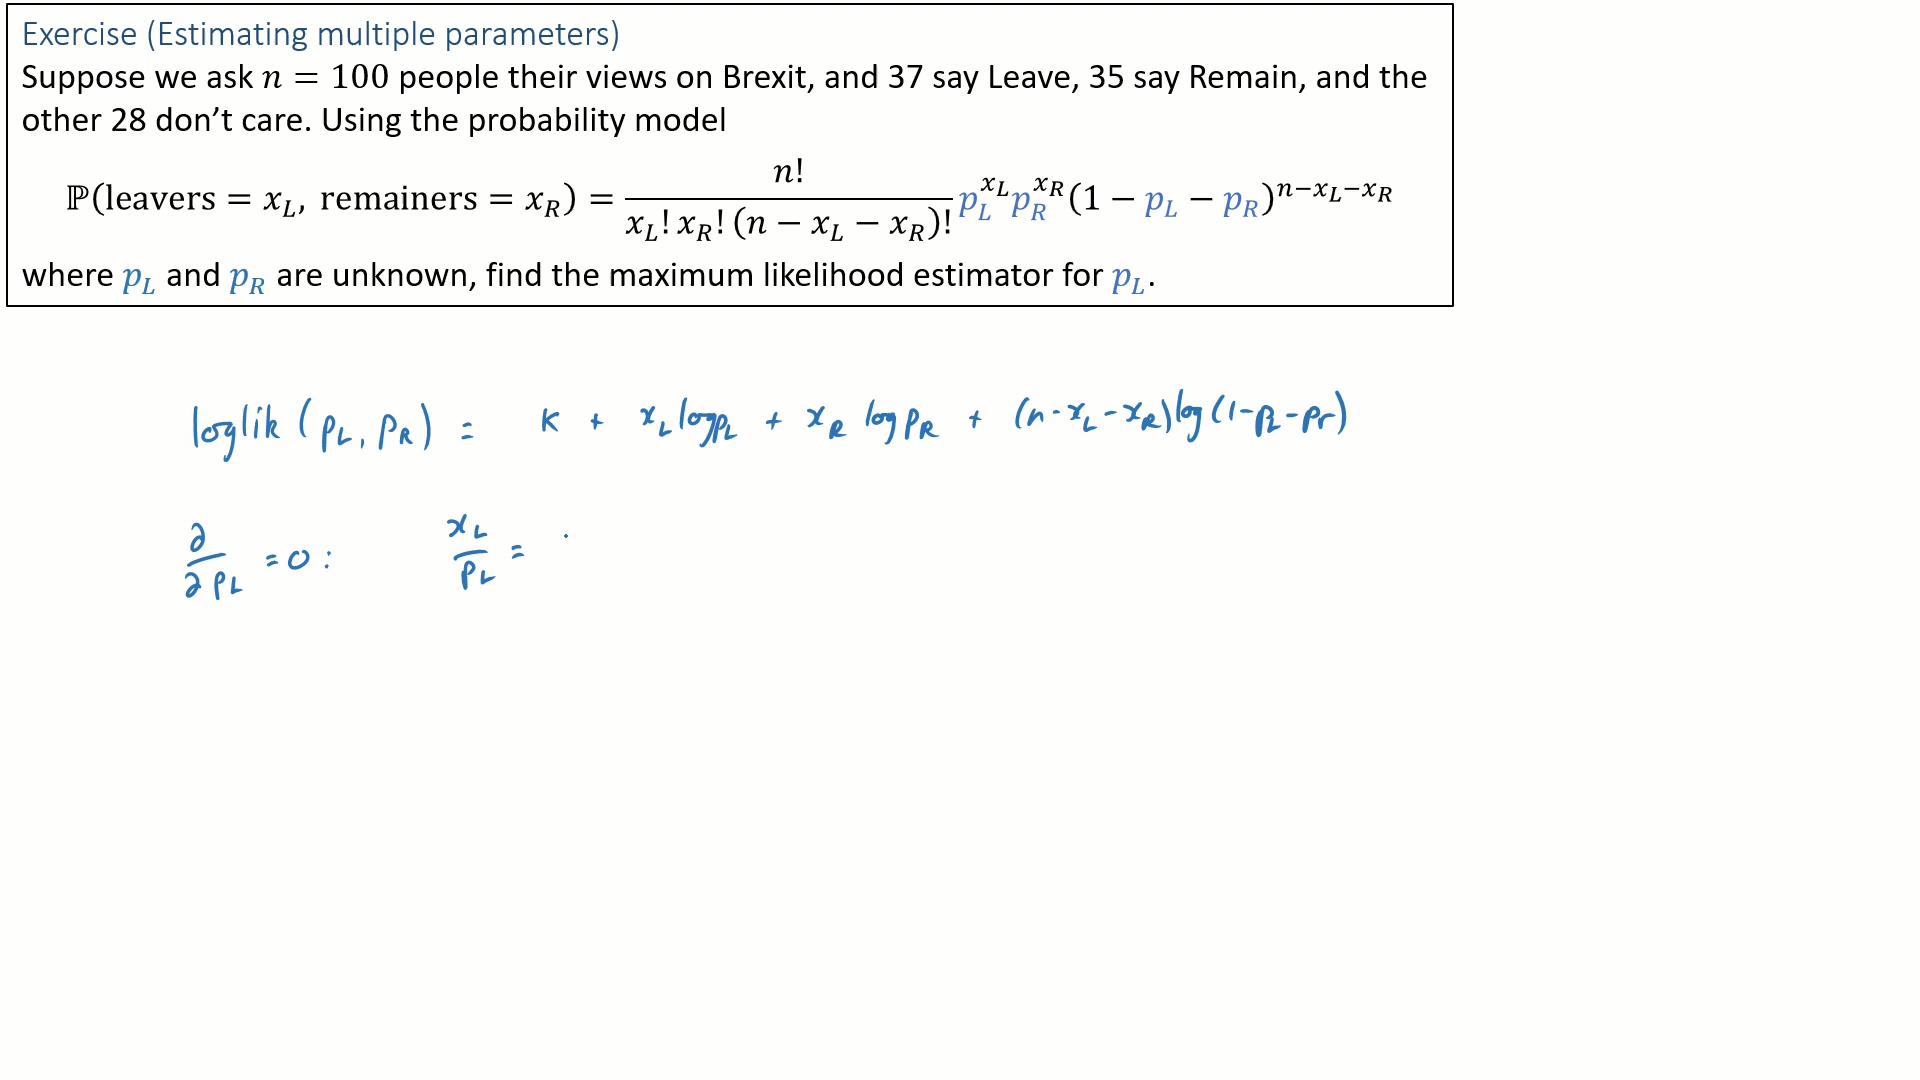 Exercise (Estimating multiple parameters)
Suppose we ask n = 100 people their views on Brexit, and 37 say Leave, 35 say Remain, and the
other 28 don’t care. Using the probability model
ℙ(leavers = x_L, remainers = x_R) = n! / (x_L! x_R! (n − x_L − x_R)!) p_L^{x_L} p_R^{x_R} (1 − p_L − p_R)^{n−x_L−x_R}
where p_L and p_R are unknown, find the maximum likelihood estimator for p_L.
loglik (p_L, p_R) = K + x_L log p_L + x_R log p_R + (n - x_L - x_R) log (1 - p_L - p_r)
∂/∂p_L = 0 : x_L/p_L =